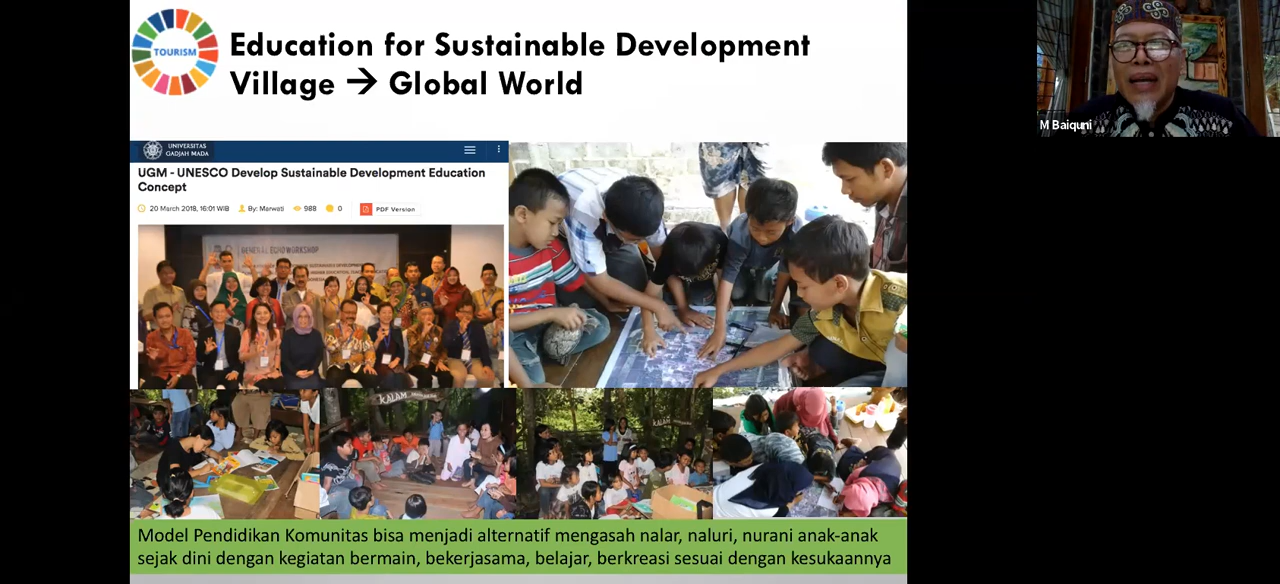 TOURISM
Education for Sustainable Development
Village → Global World
M Baiquni
UNIVERSITAS
GADJAH MADA
UGM - UNESCO Develop Sustainable Development Education
Concept
20 March 2018, 16:01 WIB By: Marwati 988 0 PDF Version
KALAM
KALAM
Model Pendidikan Komunitas bisa menjadi alternatif mengasah nalar, naluri, nurani anak-anak
sejak dini dengan kegiatan bermain, bekerjasama, belajar, berkreasi sesuai dengan kesukaannya